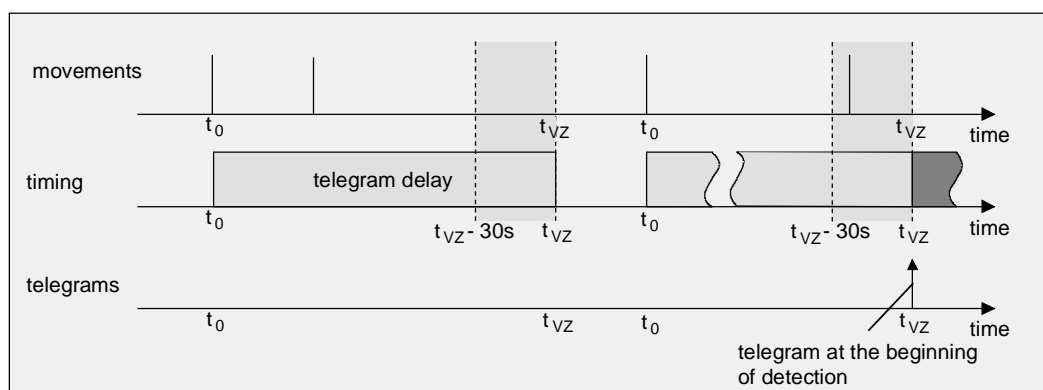 movements
t0 tVZ t0 tVZ time
timing
telegram delay
t0 tVZ - 30s tVZ t0 tVZ - 30s tVZ time
telegrams
t0 tVZ t0 tVZ time
telegram at the beginning
of detection